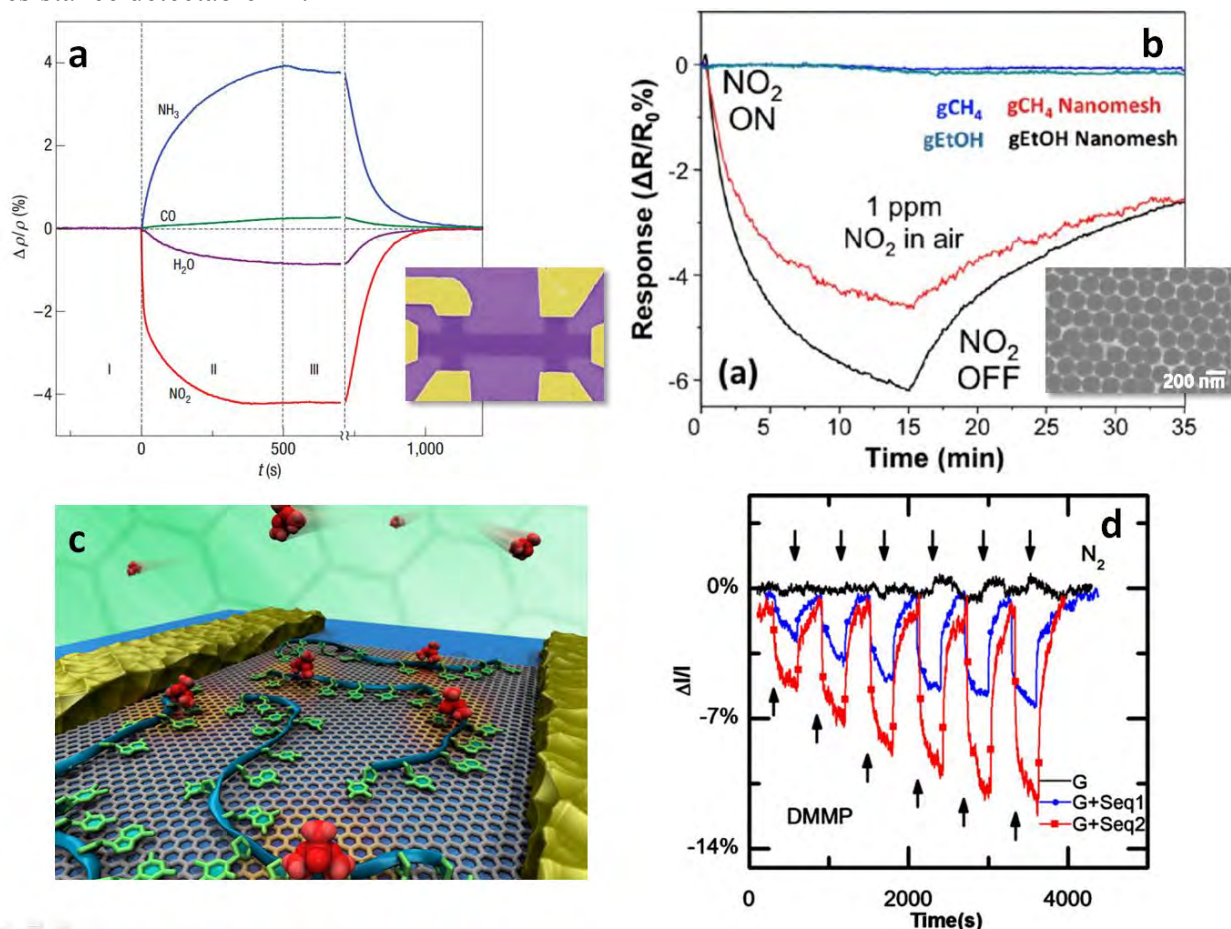 a
4
2
0
−2
−4
Δρ/ρ (%)
NH3
CO
H2O
NO2
I
II
III
0
500
1,000
t (s)
b
0
-2
-4
-6
Response (ΔR/R0 %)
NO2
ON
gCH4 gCH4 Nanomesh
gEtOH gEtOH Nanomesh
1 ppm
NO2 in air
(a)
NO2
OFF
200 nm
0 5 10 15 20 25 30 35
Time (min)
c
d
0%
-7%
-14%
ΔI/I
N2
DMMP
G
G+Seq1
G+Seq2
0 2000 4000
Time(s)